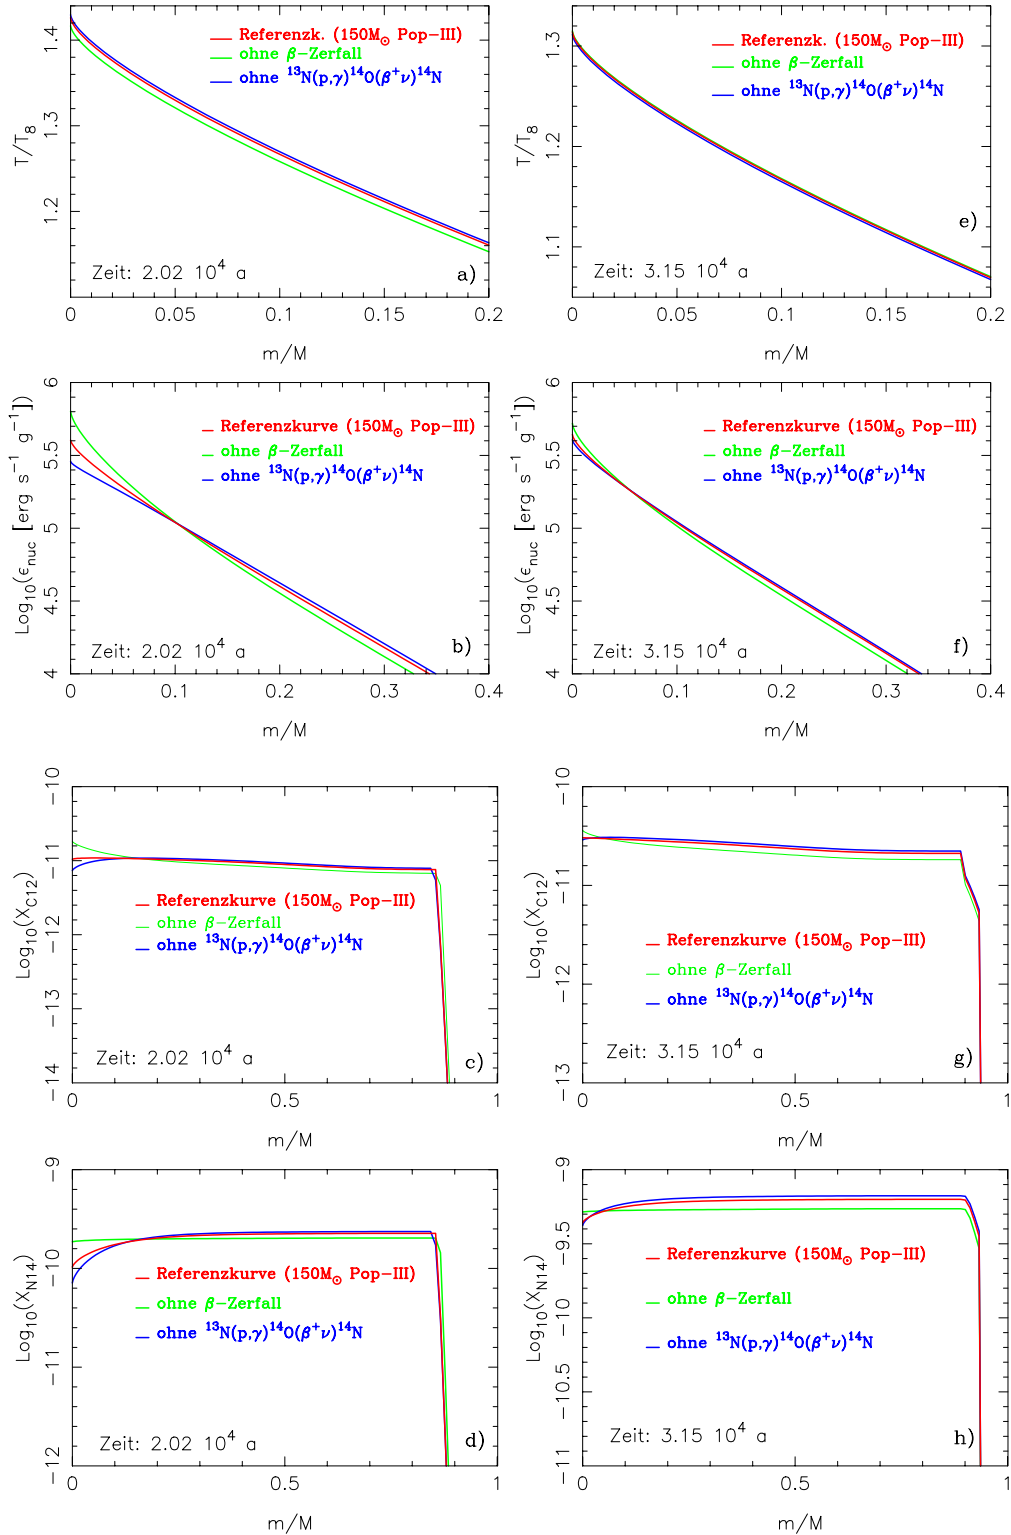 T/T8
1.4
1.3
1.2
Referenzk. (150M⊙ Pop−III)
ohne β−Zerfall
ohne ¹³N(p,γ)¹⁴O(β⁺ν)¹⁴N
Zeit: 2.02 10⁴ a
a)
0 0.05 0.1 0.15 0.2
m/M
T/T8
1.3
1.2
1.1
Referenzk. (150M⊙ Pop−III)
ohne β−Zerfall
ohne ¹³N(p,γ)¹⁴O(β⁺ν)¹⁴N
e)
Zeit: 3.15 10⁴ a
0 0.05 0.1 0.15 0.2
m/M
Log₁₀(ϵnuc [erg s⁻¹ g⁻¹])
6
5.5
5
4.5
4
Referenzkurve (150M⊙ Pop−III)
ohne β−Zerfall
ohne ¹³N(p,γ)¹⁴O(β⁺ν)¹⁴N
Zeit: 2.02 10⁴ a
b)
0 0.1 0.2 0.3 0.4
m/M
Log₁₀(ϵnuc [erg s⁻¹ g⁻¹])
6
5.5
5
4.5
4
Referenzkurve (150M⊙ Pop−III)
ohne β−Zerfall
ohne ¹³N(p,γ)¹⁴O(β⁺ν)¹⁴N
Zeit: 3.15 10⁴ a
f)
0 0.1 0.2 0.3 0.4
m/M
Log₁₀(X_C12)
−10
−11
−12
−13
−14
Referenzkurve (150M⊙ Pop−III)
ohne β−Zerfall
ohne ¹³N(p,γ)¹⁴O(β⁺ν)¹⁴N
Zeit: 2.02 10⁴ a
c)
0 0.5 1
m/M
Log₁₀(X_C12)
−10
−11
−12
−13
Referenzkurve (150M⊙ Pop−III)
ohne β−Zerfall
ohne ¹³N(p,γ)¹⁴O(β⁺ν)¹⁴N
Zeit: 3.15 10⁴ a
g)
0 0.5 1
m/M
Log₁₀(X_N14)
−9
−10
−11
−12
Referenzkurve (150M⊙ Pop−III)
ohne β−Zerfall
ohne ¹³N(p,γ)¹⁴O(β⁺ν)¹⁴N
Zeit: 2.02 10⁴ a
d)
0 0.5 1
m/M
Log₁₀(X_N14)
−9
−9.5
−10
−10.5
−11
Referenzkurve (150M⊙ Pop−III)
ohne β−Zerfall
ohne ¹³N(p,γ)¹⁴O(β⁺ν)¹⁴N
Zeit: 3.15 10⁴ a
h)
0 0.5 1
m/M